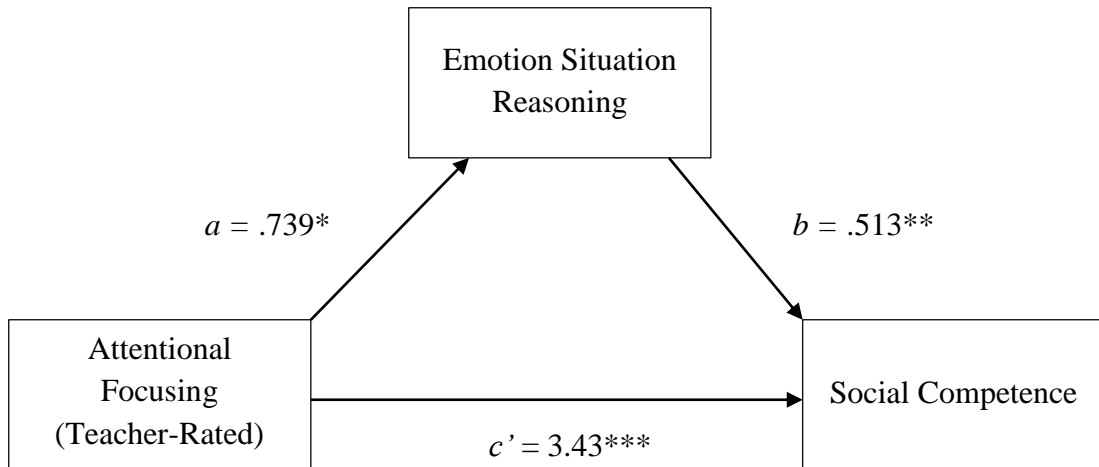 Emotion Situation
Reasoning
a = .739*
b = .513**
Attentional
Focusing
(Teacher-Rated)
Social Competence
c’ = 3.43***